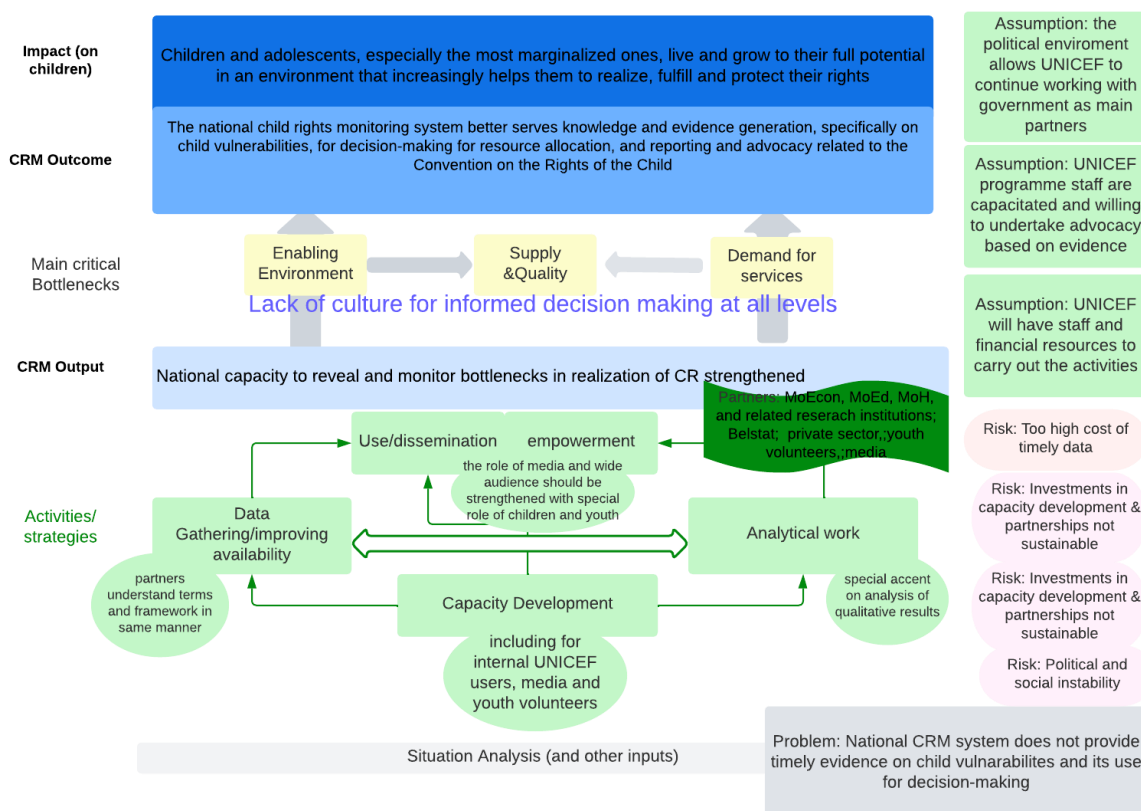 Impact (on
children)
Children and adolescents, especially the most marginalized ones, live and grow to their full potential
in an environment that increasingly helps them to realize, fulfill and protect their rights
Assumption: the
political enviroment
allows UNICEF to
continue working with
government as main
partners
CRM Outcome
The national child rights monitoring system better serves knowledge and evidence generation, specifically on
child vulnerabilities, for decision-making for resource allocation, and reporting and advocacy related to the
Convention on the Rights of the Child
Assumption: UNICEF
programme staff are
capacitated and willing
to undertake advocacy
based on evidence
Main critical
Bottlenecks
Enabling
Environment
Supply
&Quality
Demand for
services
Lack of culture for informed decision making at all levels
Assumption: UNICEF
will have staff and
financial resources to
carry out the activities
CRM Output
National capacity to reveal and monitor bottlenecks in realization of CR strengthened
Partners: MoEcon, MoEd, MoH,
and related reserach institutions;
Belstat;  private sector,;youth
volunteers,;media
Use/dissemination
empowerment
the role of media and wide
audience should be
strengthened with special
role of children and youth
Risk: Too high cost of
timely data
Activities/
strategies
Data
Gathering/improving
availability
Analytical work
Risk: Investments in
capacity development &
partnerships not
sustainable
partners
understand terms
and framework in
same manner
Capacity Development
special accent
on analysis of
qualitative results
Risk: Investments in
capacity development &
partnerships not
sustainable
including for
internal UNICEF
users, media and
youth volunteers
Risk: Political and
social instability
Situation Analysis (and other inputs)
Problem: National CRM system does not provide
timely evidence on child vulnarabilites and its use
for decision-making